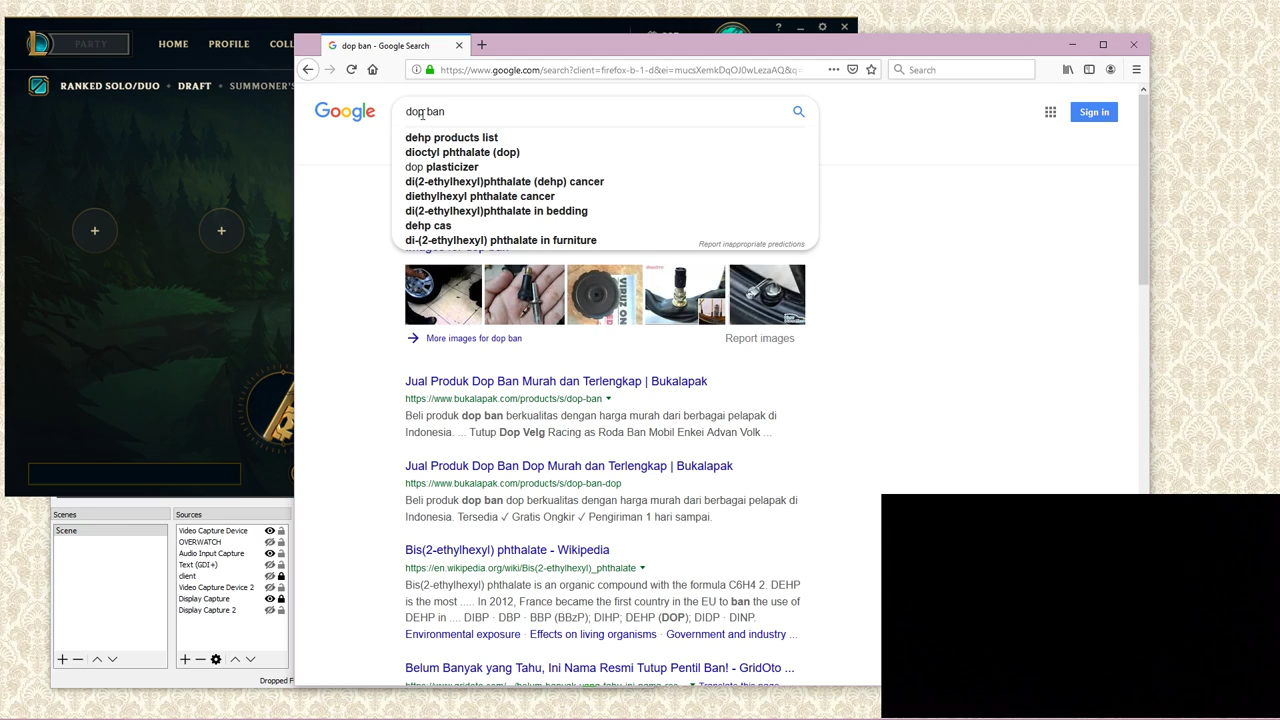 PARTY
HOME
PROFILE
COLL
RANKED SOLO/DUO • DRAFT • SUMMONER'S
dop ban - Google Search
https://www.google.com/search?client=firefox-b-1-d&ei=mucsXemkDqOJ0wLezaAQ&q=
Search
Google
dop ban
Sign in
dehp products list
dioctyl phthalate (dop)
dop plasticizer
di(2-ethylhexyl)phthalate (dehp) cancer
diethylhexyl phthalate cancer
di(2-ethylhexyl)phthalate in bedding
dehp cas
di-(2-ethylhexyl) phthalate in furniture
Report inappropriate predictions
Images for dop ban
More images for dop ban
Report images
Jual Produk Dop Ban Murah dan Terlengkap | Bukalapak
https://www.bukalapak.com/products/s/dop-ban
Beli produk dop ban berkualitas dengan harga murah dari berbagai pelapak di
Indonesia. ... Tutup Dop Velg Racing as Roda Ban Mobil Enkei Advan Volk ...
Jual Produk Dop Ban Dop Murah dan Terlengkap | Bukalapak
https://www.bukalapak.com/products/s/dop-ban-dop
Beli produk dop ban dop berkualitas dengan harga murah dari berbagai pelapak di
Indonesia. Tersedia ✓ Gratis Ongkir ✓ Pengiriman 1 hari sampai.
Bis(2-ethylhexyl) phthalate - Wikipedia
https://en.wikipedia.org/wiki/Bis(2-ethylhexyl)_phthalate
Bis(2-ethylhexyl) phthalate is an organic compound with the formula C6H4 2. DEHP
is the most ..... In 2012, France became the first country in the EU to ban the use of
DEHP in .... DIBP · DBP · BBP (BBzP); DIHP; DEHP (DOP); DIDP · DINP.
Environmental exposure · Effects on living organisms · Government and industry ...
Belum Banyak yang Tahu, Ini Nama Resmi Tutup Pentil Ban! - GridOto ...
Translate this page
Scenes
Scene
Sources
Video Capture Device
OVERWATCH
Audio Input Capture
Text (GDI+)
client
Video Capture Device 2
Display Capture
Display Capture 2
Dropped F